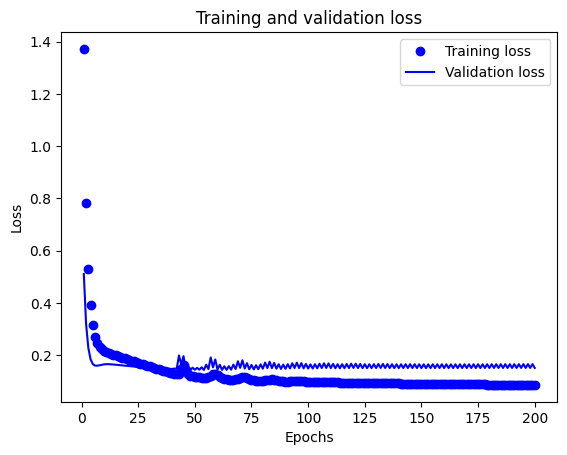 Training and validation loss
1.4
1.2
1.0
0.8
0.6
0.4
0.2
Loss
Training loss
Validation loss
0 25 50 75 100 125 150 175 200
Epochs